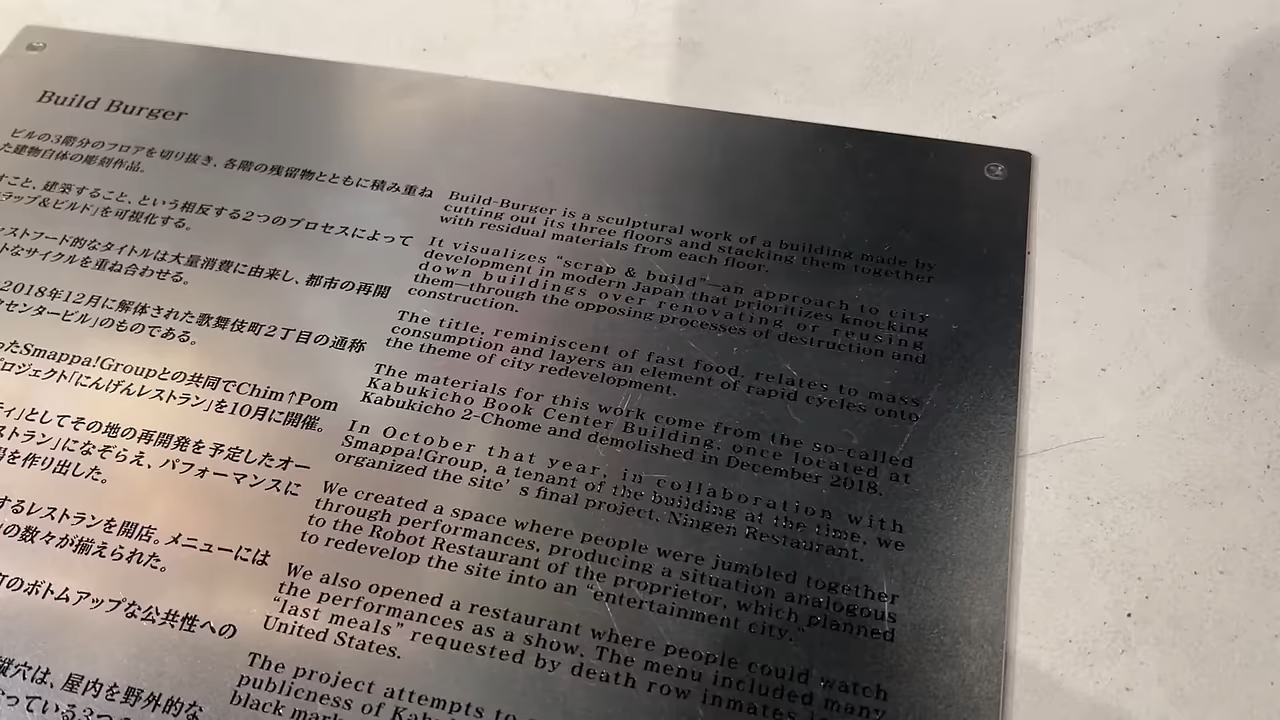 Build Burger
ビルの3階分のフロアを切り抜き、各階の残留物とともに積み重ね
た建物自体の彫刻作品。
すこと、建築すること、という相反する2つのプロセスによって
ラップ&ビルド」を可視化する。
ストフード的なタイトルは大量消費に由来し、都市の再開
トなサイクルを重ね合わせる。
2018年12月に解体された歌舞伎町2丁目の通称
センタービル」のものである。
ったSmappa!Groupとの共同でChim↑Pom
プロジェクト「にんげんレストラン」を10月に開催。
ィ」としてその地の再開発を予定したオー
ストラン」になぞらえ、パフォーマンスに
場を作り出した。
するレストランを開店。メニューには
の数々が揃えられた。
町のボトムアップな公共性への
縦穴は、屋内を野外的な
っている3つ
Build-Burger is a sculptural work of a building made by
cutting out its three floors and stacking them together
with residual materials from each floor.
It visualizes “scrap & build”—an approach to city
development in modern Japan that prioritizes knocking
down buildings over renovating or reusing
them—through the opposing processes of destruction and
construction.
The title, reminiscent of fast food, relates to mass
consumption and layers an element of rapid cycles onto
the theme of city redevelopment.
The materials for this work come from the so-called
Kabukicho Book Center Building, once located at
Kabukicho 2-Chome and demolished in December 2018.
In October that year, in collaboration with
Smappa!Group, a tenant of the building at the time, we
organized the site’s final project, Ningen Restaurant.
We created a space where people were jumbled together
through performances, producing a situation analogous
to the Robot Restaurant of the proprietor, which planned
to redevelop the site into an “entertainment city.”
We also opened a restaurant where people could watch
the performances as a show. The menu included many
“last meals” requested by death row inmates
United States.
The project attempts to
publicness of
black